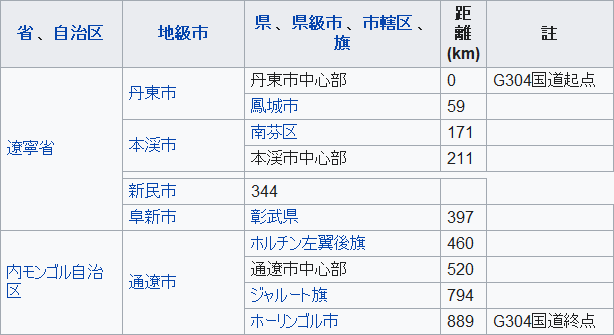 省 、自治区 地級市 県 、県級市 、市轄区 、旗 距離(km) 註
遼寧省 丹東市 丹東市中心部 0 G304国道起点
鳳城市 59
本渓市 南芬区 171
本渓市中心部 211
新民市 344
阜新市 彰武県 397
内モンゴル自治区 通遼市 ホルチン左翼後旗 460
通遼市中心部 520
ジャルート旗 794
ホーリンゴル市 889 G304国道終点